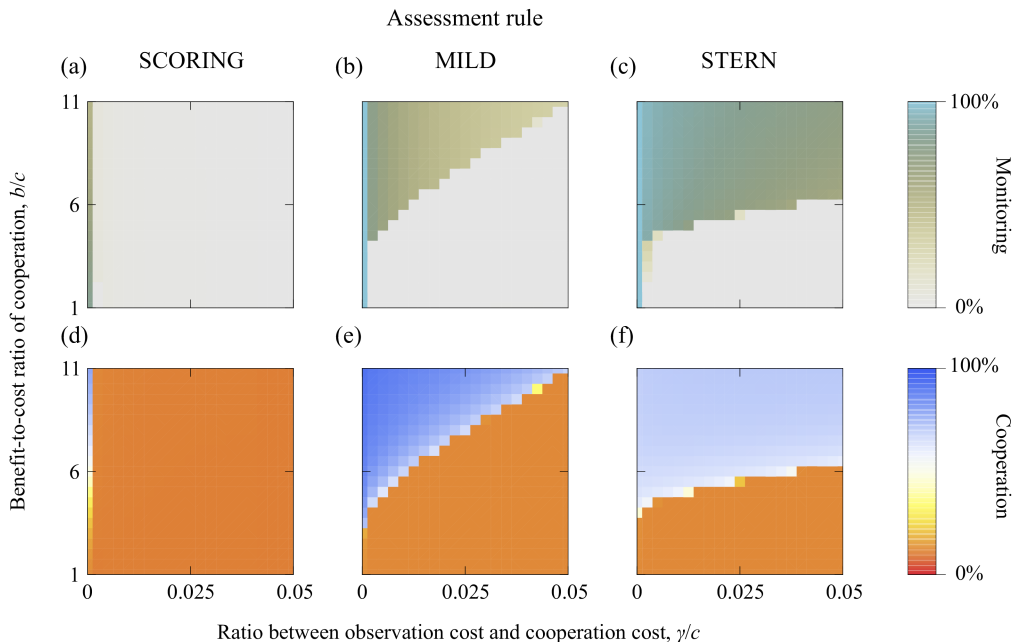 Assessment rule
(a) SCORING (b) MILD (c) STERN
11
6
1
100%
Monitoring
0%
(d) (e) (f)
11
6
1
0 0.025 0.05 0 0.025 0.05 0 0.025 0.05
100%
Cooperation
0%
Benefit-to-cost ratio of cooperation, b/c
Ratio between observation cost and cooperation cost, γ/c